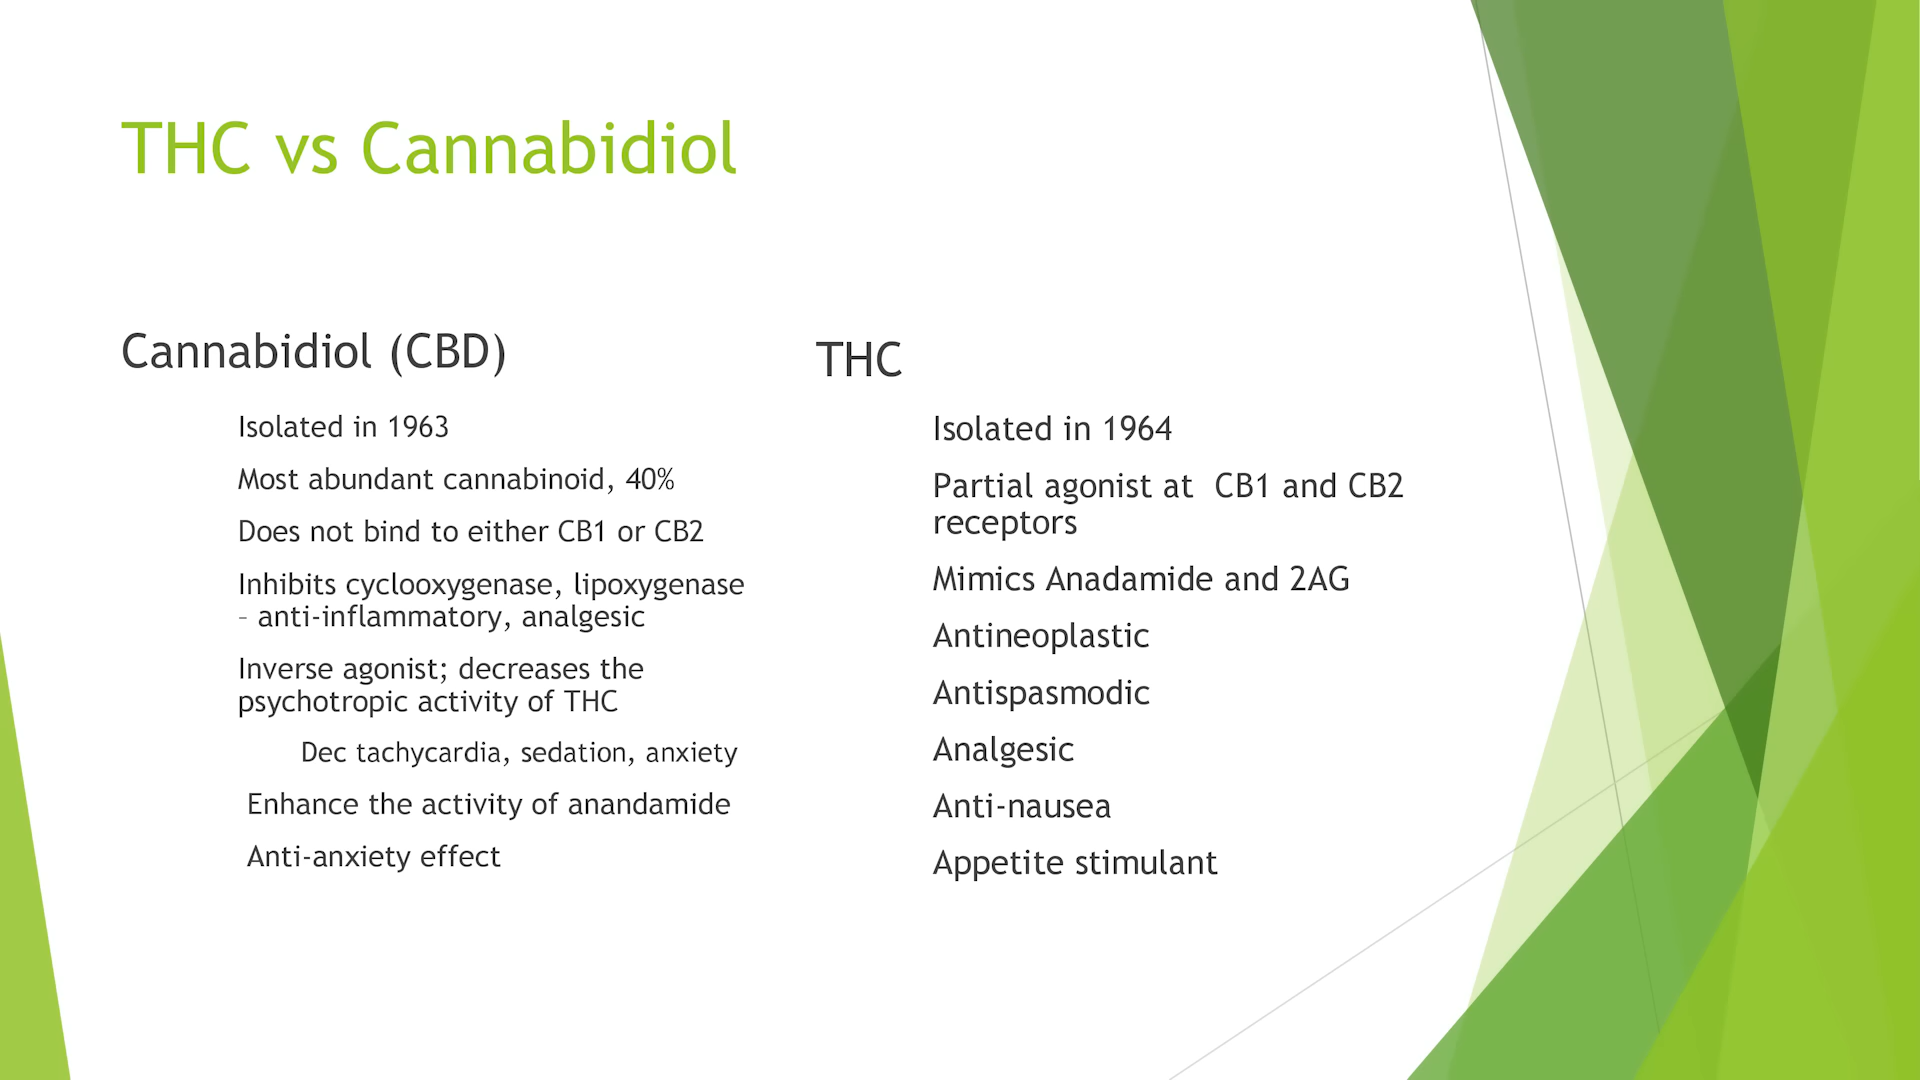 THC vs Cannabidiol
Cannabidiol (CBD)
Isolated in 1963
Most abundant cannabinoid, 40%
Does not bind to either CB1 or CB2
Inhibits cyclooxygenase, lipoxygenase
– anti-inflammatory, analgesic
Inverse agonist; decreases the
psychotropic activity of THC
Dec tachycardia, sedation, anxiety
Enhance the activity of anandamide
Anti-anxiety effect
THC
Isolated in 1964
Partial agonist at  CB1 and CB2
receptors
Mimics Anadamide and 2AG
Antineoplastic
Antispasmodic
Analgesic
Anti-nausea
Appetite stimulant